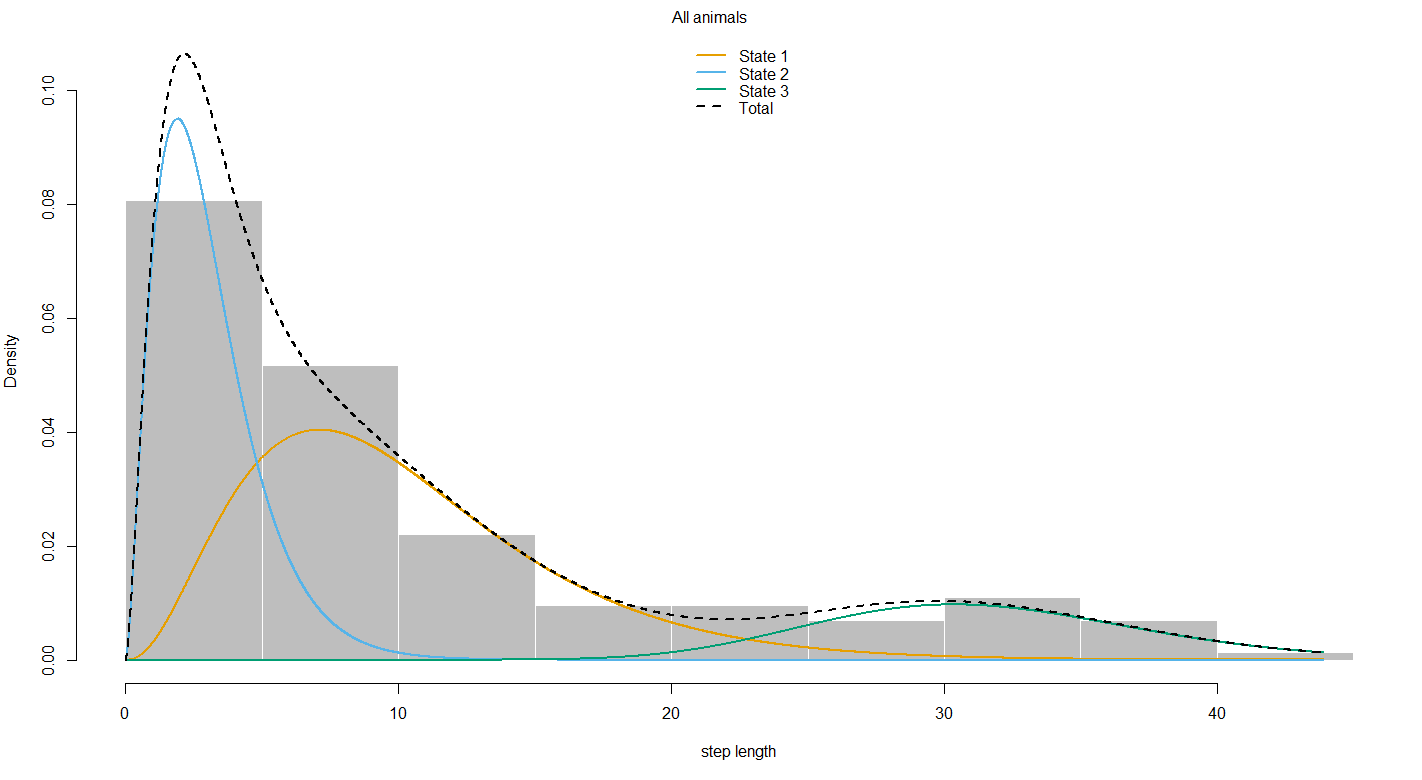 All animals
State 1
State 2
State 3
Total
Density
0.10
0.08
0.06
0.04
0.02
0.00
0 10 20 30 40
step length